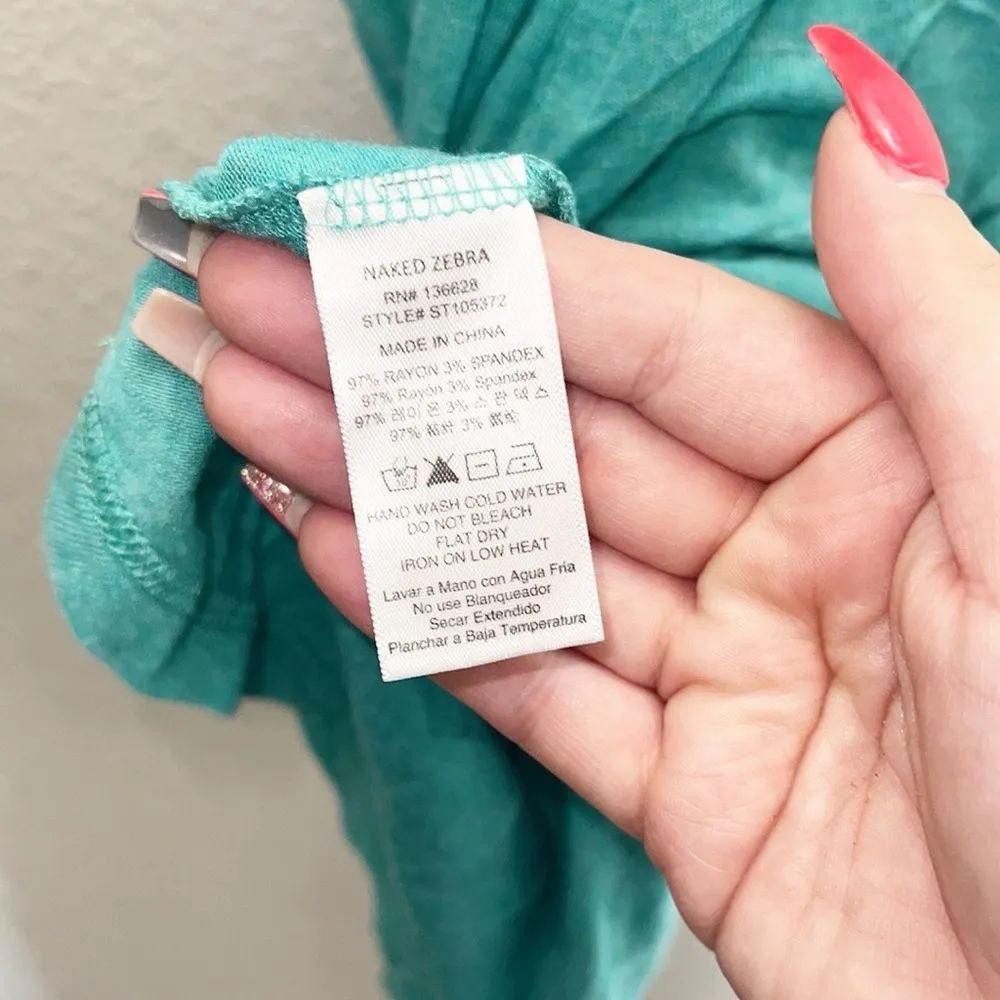 NAKED ZEBRA
RN# 136628
STYLE# ST105372
MADE IN CHINA
97% RAYON 3% SPANDEX
97% Rayon 3% Spandex
97% 레이온 3% 스판덱스
97% 3%
HAND WASH COLD WATER
DO NOT BLEACH
FLAT DRY
IRON ON LOW HEAT
Lavar a Mano con Agua Fria
No use Blanqueador
Secar Extendido
Planchar a Baja Temperatura